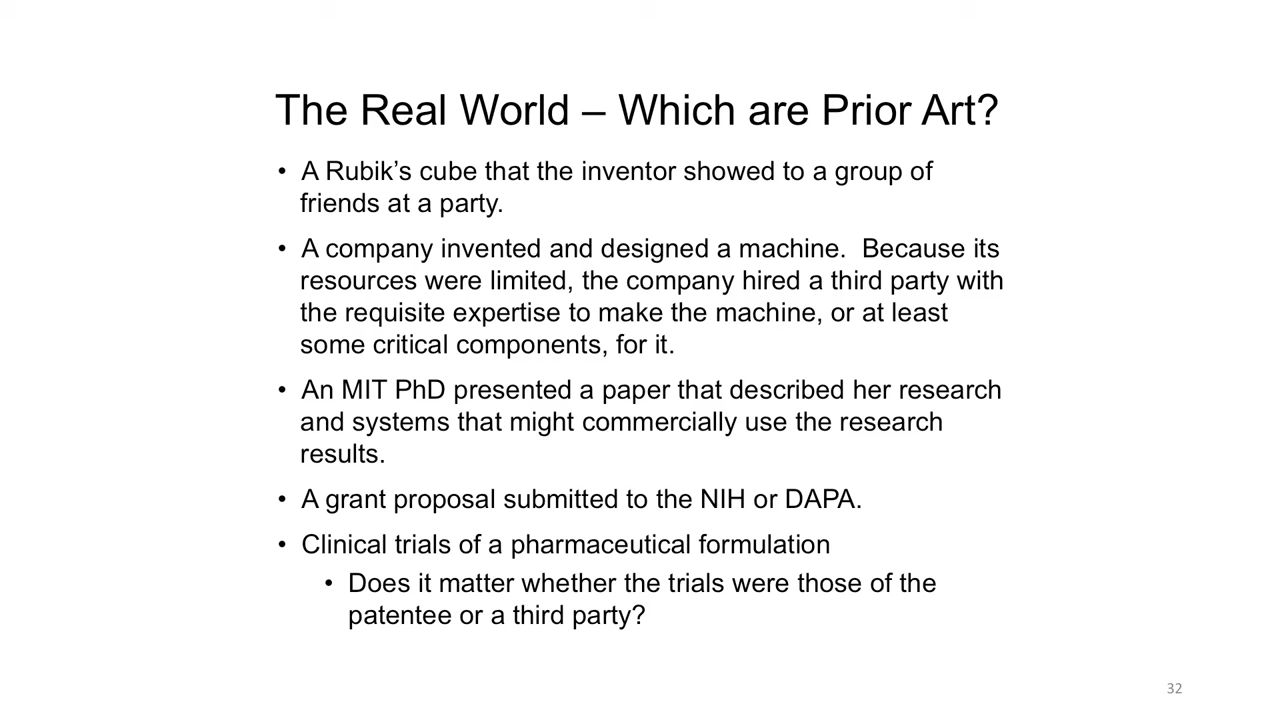 The Real World – Which are Prior Art?
• A Rubik’s cube that the inventor showed to a group of
friends at a party.
• A company invented and designed a machine.  Because its
resources were limited, the company hired a third party with
the requisite expertise to make the machine, or at least
some critical components, for it.
• An MIT PhD presented a paper that described her research
and systems that might commercially use the research
results.
• A grant proposal submitted to the NIH or DAPA.
• Clinical trials of a pharmaceutical formulation
• Does it matter whether the trials were those of the
patentee or a third party?
32